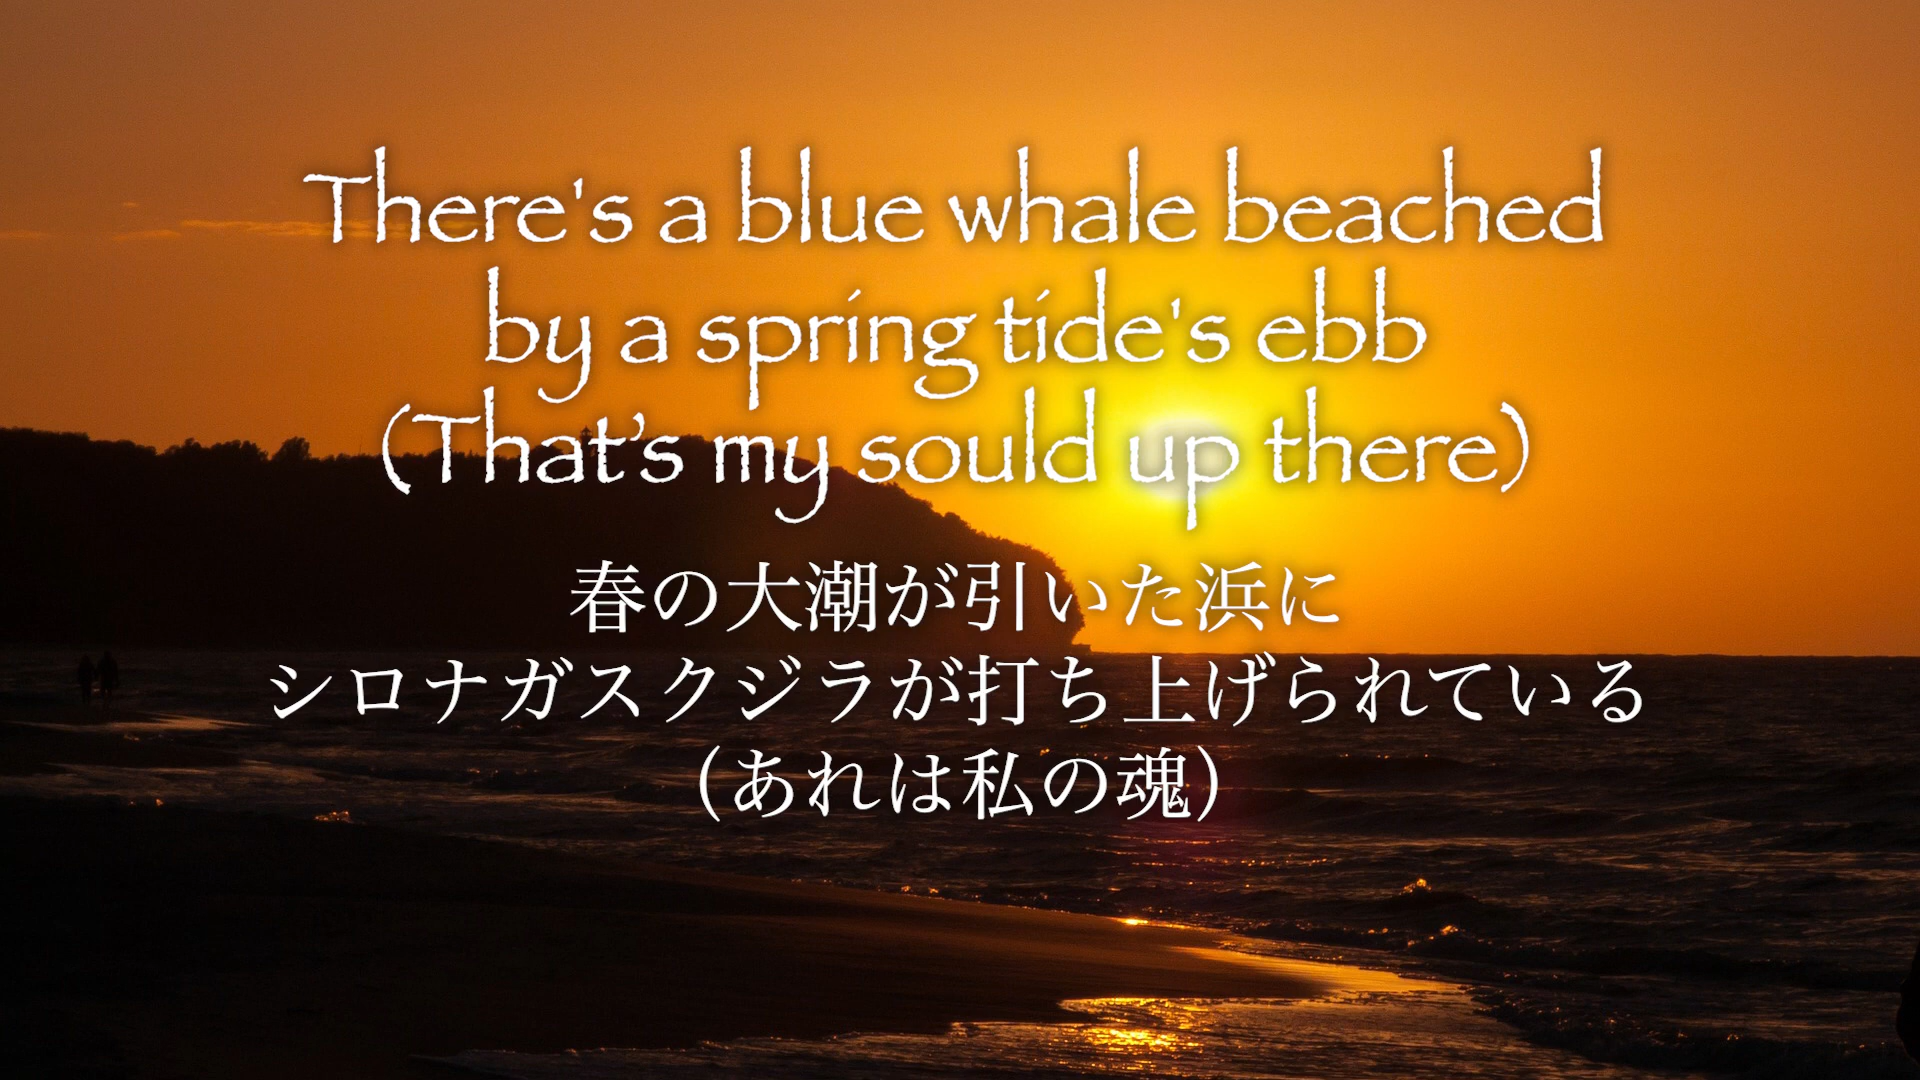 There's a blue whale beached
by a spring tide's ebb
(That’s my sould up there)
春の大潮が引いた浜に
シロナガスクジラが打ち上げられている
(あれは私の魂)